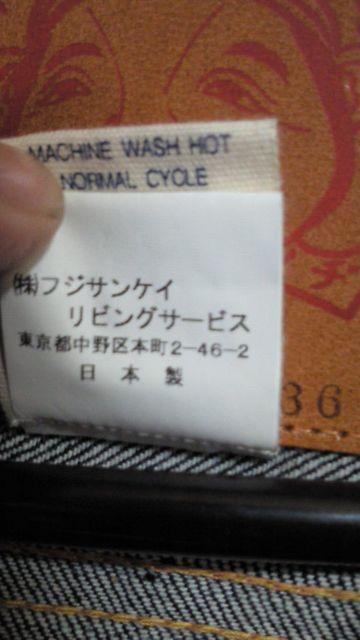 MACHINE WASH HOT
NORMAL CYCLE
(株)フジサンケイ
リビングサービス
東京都中野区本町2-46-2
日本製
36